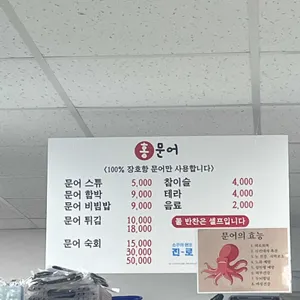 홍 문어
<100% 장호항 문어만 사용합니다>
문어 스튜 5,000 참이슬 4,000
문어 함박 9,000 테라 4,000
문어 비빔밥 9,000 음료 2,000
문어 튀김 10,000
18,000
문어 숙회 15,000
30,000
50,000
물 반찬은 셀프입니다
문어의 효능